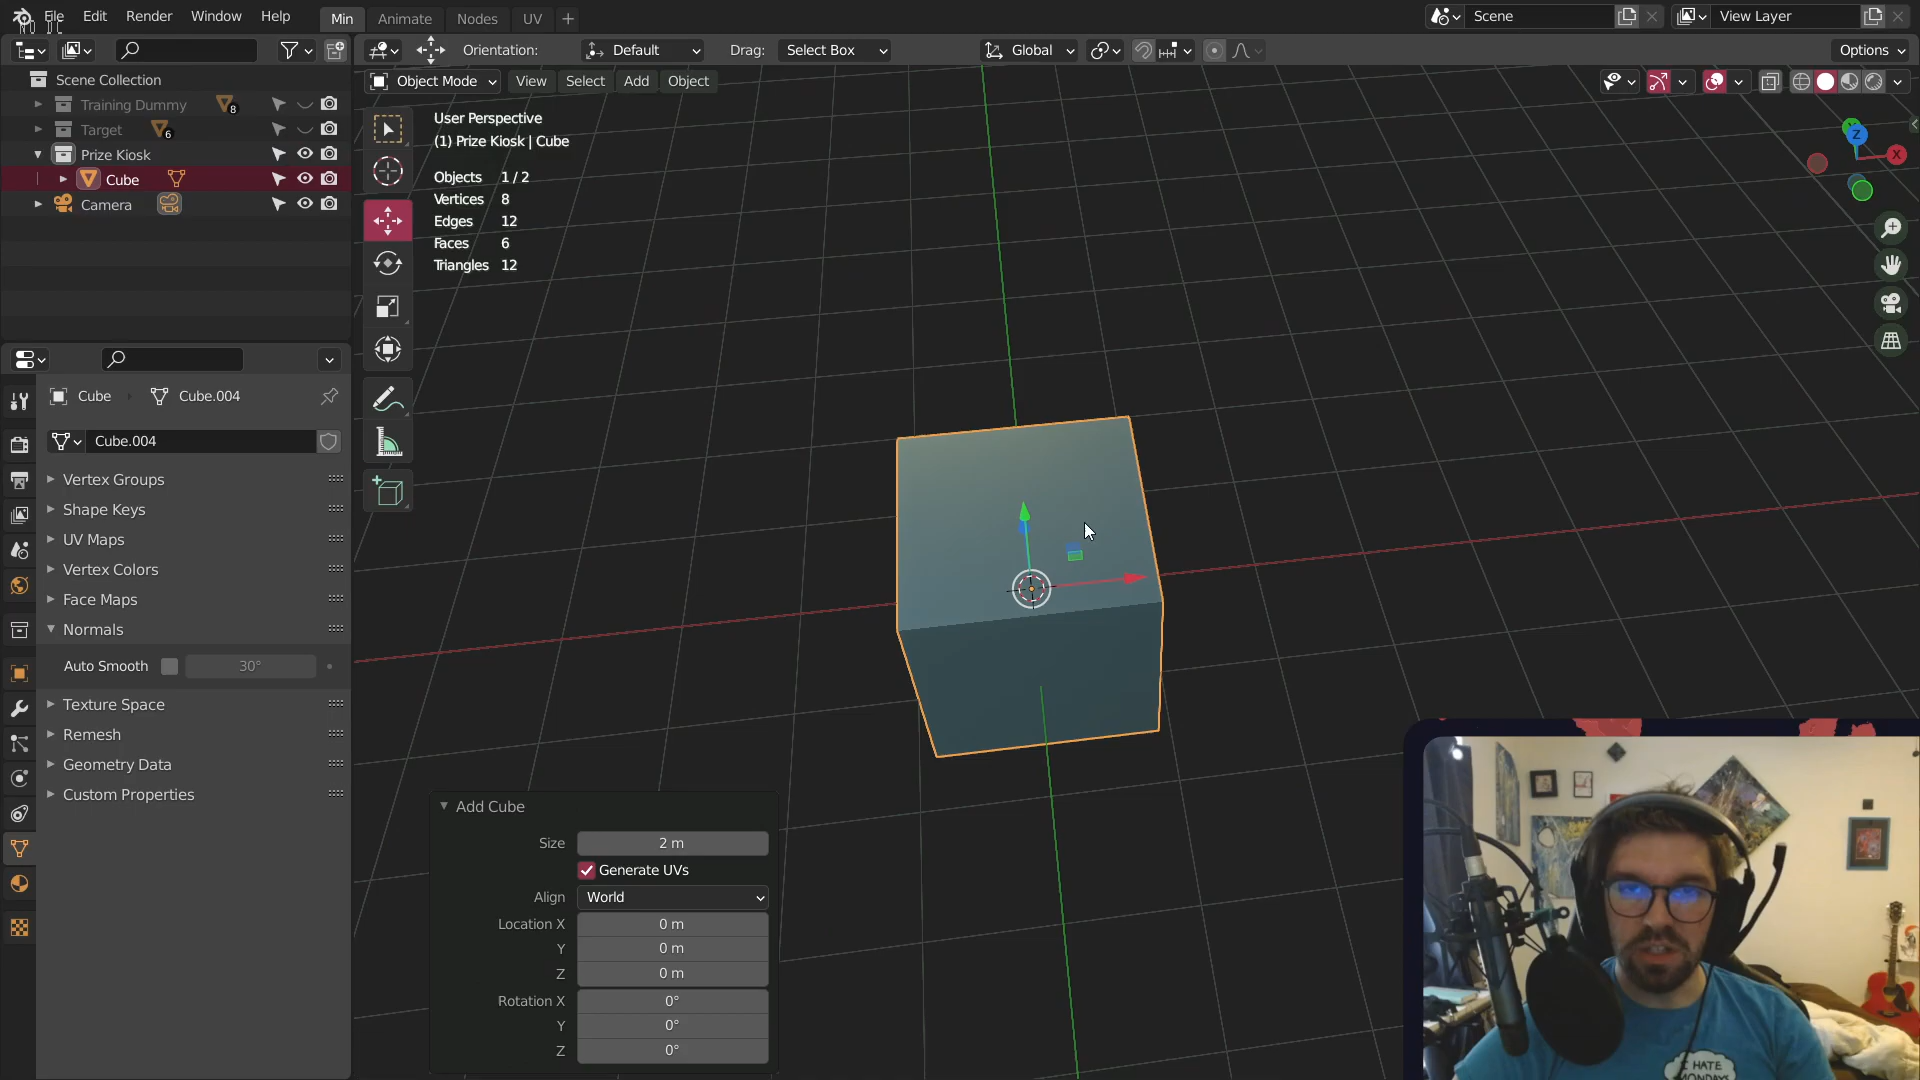 File Edit Render Window Help Min Animate Nodes UV + Scene View Layer
Orientation: Default Drag: Select Box Global Options
Object Mode View Select Add Object
Scene Collection
Training Dummy 8
Target 6
Prize Kiosk
Cube
Camera
User Perspective
(1) Prize Kiosk | Cube
Objects 1 / 2
Vertices 8
Edges 12
Faces 6
Triangles 12
Z
X
Cube Cube.004
Cube.004
Vertex Groups
Shape Keys
UV Maps
Vertex Colors
Face Maps
Normals
Auto Smooth 30°
Texture Space
Remesh
Geometry Data
Custom Properties
Add Cube
Size 2 m
Generate UVs
Align World
Location X 0 m
Y 0 m
Z 0 m
Rotation X 0°
Y 0°
Z 0°
I HATE
MONDAYS